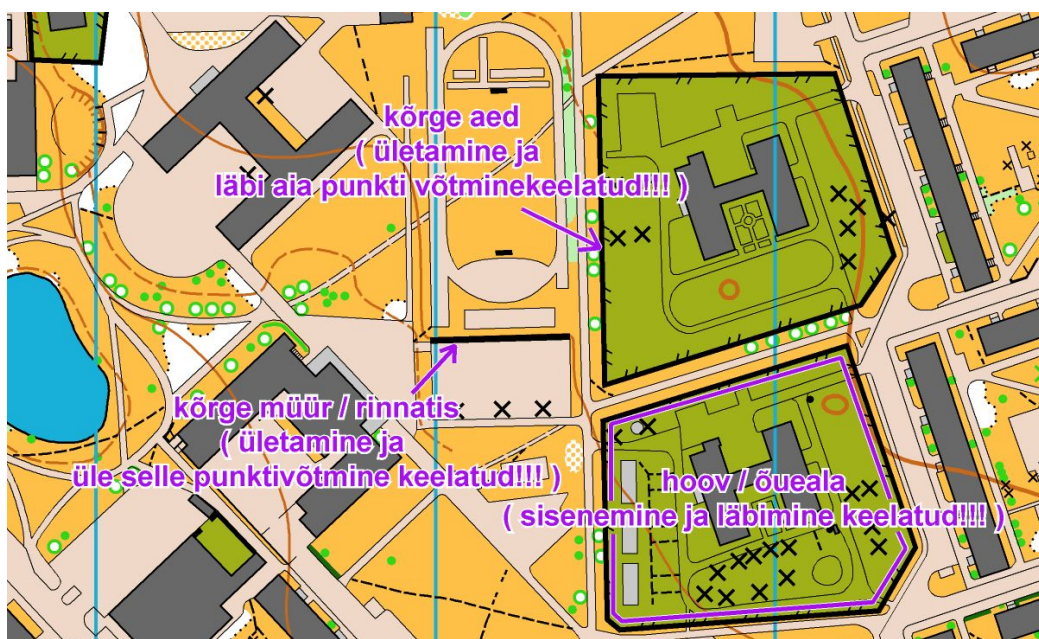 kõrge aed
( ületamine ja
läbi aia punkti võtminekeelatud!!! )
kõrge müür / rinnatis
( ületamine ja
üle selle punktivõtmine keelatud!!! )
hoov / õueala
( sisenemine ja läbimine keelatud!!! )